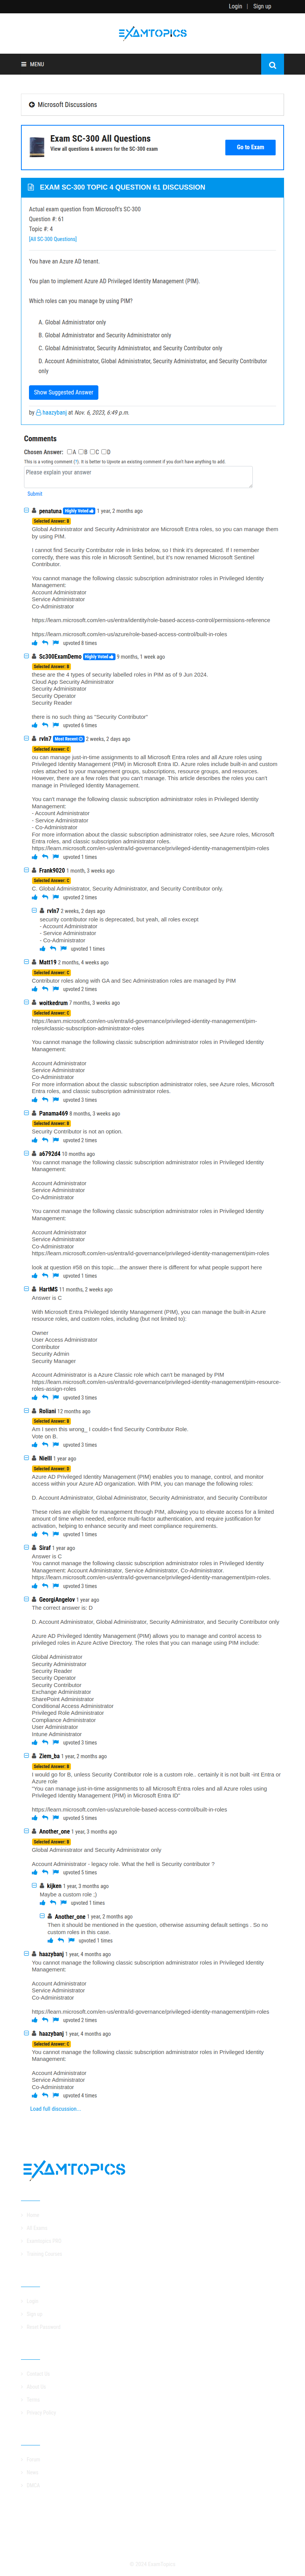 Login | Sign up
EXAMTOPICS
MENU
Microsoft Discussions
Exam SC-300 All Questions
View all questions & answers for the SC-300 exam
Go to Exam
EXAM SC-300 TOPIC 4 QUESTION 61 DISCUSSION
Actual exam question from Microsoft's SC-300
Question #: 61
Topic #: 4
[All SC-300 Questions]
You have an Azure AD tenant.
You plan to implement Azure AD Privileged Identity Management (PIM).
Which roles can you manage by using PIM?
A. Global Administrator only
B. Global Administrator and Security Administrator only
C. Global Administrator, Security Administrator, and Security Contributor only
D. Account Administrator, Global Administrator, Security Administrator, and Security Contributor
only
Show Suggested Answer
by haazybanj at Nov. 6, 2023, 6:49 p.m.
Comments
Chosen Answer: A B C D
This is a voting comment (?). It is better to Upvote an existing comment if you don't have anything to add.
Please explain your answer
Submit
penatuna Highly Voted 1 year, 2 months ago
Selected Answer: B
Global Administrator and Security Administrator are Microsoft Entra roles, so you can manage them
by using PIM.
I cannot find Security Contributor role in links below, so I think it's deprecated. If I remember
correctly, there was this role in Microsoft Sentinel, but it's now renamed Microsoft Sentinel
Contributor.
You cannot manage the following classic subscription administrator roles in Privileged Identity
Management:
Account Administrator
Service Administrator
Co-Administrator
https://learn.microsoft.com/en-us/entra/identity/role-based-access-control/permissions-reference
https://learn.microsoft.com/en-us/azure/role-based-access-control/built-in-roles
upvoted 8 times
Sc300ExamDemo Highly Voted 9 months, 1 week ago
Selected Answer: B
these are the 4 types of security labelled roles in PIM as of 9 Jun 2024.
Cloud App Security Administrator
Security Administrator
Security Operator
Security Reader
there is no such thing as "Security Contributor"
upvoted 6 times
rvln7 Most Recent 2 weeks, 2 days ago
Selected Answer: C
ou can manage just-in-time assignments to all Microsoft Entra roles and all Azure roles using
Privileged Identity Management (PIM) in Microsoft Entra ID. Azure roles include built-in and custom
roles attached to your management groups, subscriptions, resource groups, and resources.
However, there are a few roles that you can't manage. This article describes the roles you can't
manage in Privileged Identity Management.
You can't manage the following classic subscription administrator roles in Privileged Identity
Management:
- Account Administrator
- Service Administrator
- Co-Administrator
For more information about the classic subscription administrator roles, see Azure roles, Microsoft
Entra roles, and classic subscription administrator roles.
https://learn.microsoft.com/en-us/entra/id-governance/privileged-identity-management/pim-roles
upvoted 1 times
Frank9020 1 month, 3 weeks ago
Selected Answer: C
C. Global Administrator, Security Administrator, and Security Contributor only.
upvoted 2 times
rvln7 2 weeks, 2 days ago
security contributor role is deprecated, but yeah, all roles except
- Account Administrator
- Service Administrator
- Co-Administrator
upvoted 1 times
Matt19 2 months, 4 weeks ago
Selected Answer: C
Contributor roles along with GA and Sec Administration roles are managed by PIM
upvoted 2 times
woitkedrum 7 months, 3 weeks ago
Selected Answer: C
https://learn.microsoft.com/en-us/entra/id-governance/privileged-identity-management/pim-
roles/classic-subscription-administrator-roles
You cannot manage the following classic subscription administrator roles in Privileged Identity
Management:
Account Administrator
Service Administrator
Co-Administrator
For more information about the classic subscription administrator roles, see Azure roles, Microsoft
Entra roles, and classic subscription administrator roles.
upvoted 3 times
Panama469 8 months, 3 weeks ago
Selected Answer: B
Security Contributor is not an option.
upvoted 2 times
a6792d4 10 months ago
You cannot manage the following classic subscription administrator roles in Privileged Identity
Management:
Account Administrator
Service Administrator
Co-Administrator
You cannot manage the following classic subscription administrator roles in Privileged Identity
Management:
Account Administrator
Service Administrator
Co-Administrator
https://learn.microsoft.com/en-us/entra/id-governance/privileged-identity-management/pim-roles
look at question #58 on this topic....the answer there is different for what people support here
upvoted 1 times
HartMS 11 months, 2 weeks ago
Answer is C
With Microsoft Entra Privileged Identity Management (PIM), you can manage the built-in Azure
resource roles, and custom roles, including (but not limited to):
Owner
User Access Administrator
Contributor
Security Admin
Security Manager
Account Administrator is a Azure Classic role which can't be managed by PIM
https://learn.microsoft.com/en-us/entra/id-governance/privileged-identity-management/pim-resource-
roles-assign-roles
upvoted 3 times
Roliani 12 months ago
Selected Answer: B
Am I seen this wrong_ I couldn-t find Security Contributor Role.
Vote on B.
upvoted 3 times
Nielll 1 year ago
Selected Answer: D
Azure AD Privileged Identity Management (PIM) enables you to manage, control, and monitor
access within your Azure AD organization. With PIM, you can manage the following roles:
D. Account Administrator, Global Administrator, Security Administrator, and Security Contributor
These roles are eligible for management through PIM, allowing you to elevate access for a limited
amount of time when needed, enforce multi-factor authentication, and require justification for
activation, helping to enhance security and meet compliance requirements.
upvoted 1 times
Siraf 1 year ago
Answer is C
You cannot manage the following classic subscription administrator roles in Privileged Identity
Management: Account Administrator, Service Administrator, Co-Administrator.
https://learn.microsoft.com/en-us/entra/id-governance/privileged-identity-management/pim-roles.
upvoted 3 times
GeorgiAngelov 1 year ago
The correct answer is: D
D. Account Administrator, Global Administrator, Security Administrator, and Security Contributor only
Azure AD Privileged Identity Management (PIM) allows you to manage and control access to
privileged roles in Azure Active Directory. The roles that you can manage using PIM include:
Global Administrator
Security Administrator
Security Reader
Security Operator
Security Contributor
Exchange Administrator
SharePoint Administrator
Conditional Access Administrator
Privileged Role Administrator
Compliance Administrator
User Administrator
Intune Administrator
upvoted 3 times
Ziem_ba 1 year, 2 months ago
Selected Answer: B
I would go for B, unless Security Contributor role is a custom role.. certainly it is not built -int Entra or
Azure role
"You can manage just-in-time assignments to all Microsoft Entra roles and all Azure roles using
Privileged Identity Management (PIM) in Microsoft Entra ID"
https://learn.microsoft.com/en-us/azure/role-based-access-control/built-in-roles
upvoted 5 times
Another_one 1 year, 3 months ago
Selected Answer: B
Global Administrator and Security Administrator only
Account Administrator - legacy role. What the hell is Security contributor ?
upvoted 5 times
kijken 1 year, 3 months ago
Maybe a custom role ;)
upvoted 1 times
Another_one 1 year, 2 months ago
Then it should be mentioned in the question, otherwise assuming default settings . So no
custom roles in this case.
upvoted 1 times
haazybanj 1 year, 4 months ago
You cannot manage the following classic subscription administrator roles in Privileged Identity
Management:
Account Administrator
Service Administrator
Co-Administrator
https://learn.microsoft.com/en-us/entra/id-governance/privileged-identity-management/pim-roles
upvoted 2 times
haazybanj 1 year, 4 months ago
Selected Answer: C
You cannot manage the following classic subscription administrator roles in Privileged Identity
Management:
Account Administrator
Service Administrator
Co-Administrator
upvoted 4 times
Load full discussion...
EXAMTOPICS